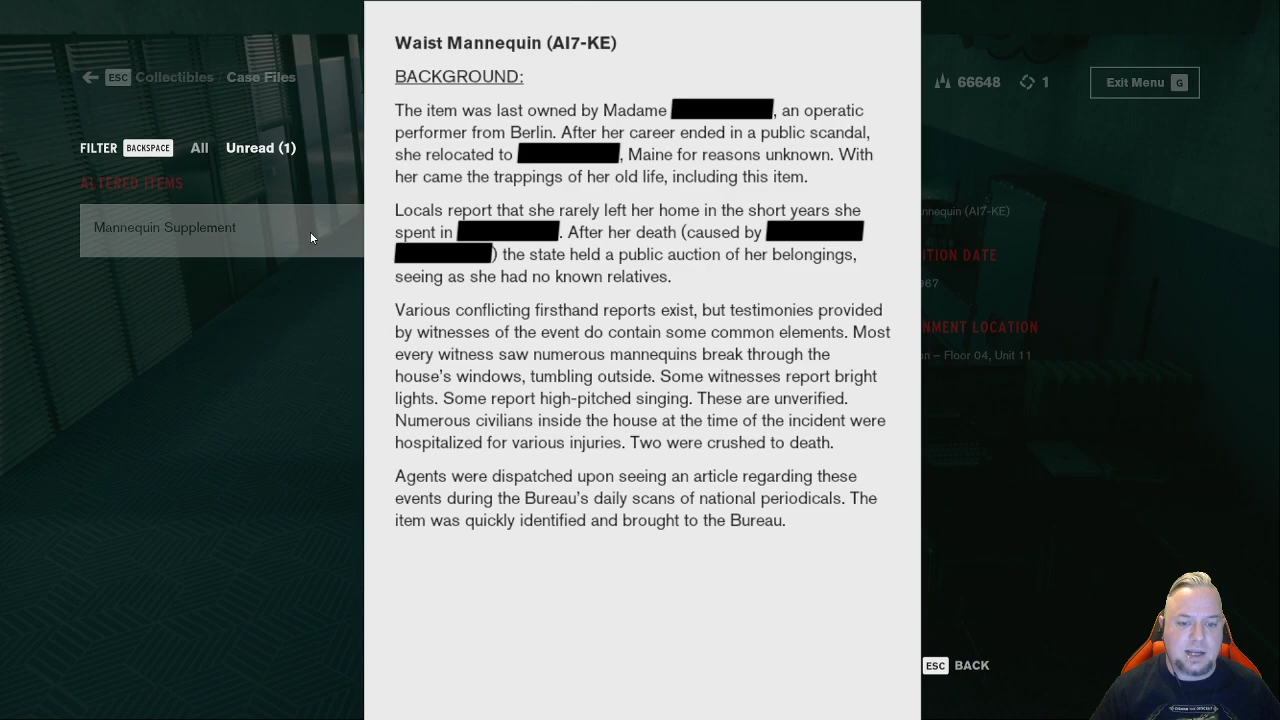 Waist Mannequin (AI7-KE)
BACKGROUND:
The item was last owned by Madame , an operatic
performer from Berlin. After her career ended in a public scandal,
she relocated to , Maine for reasons unknown. With
her came the trappings of her old life, including this item.
Locals report that she rarely left her home in the short years she
spent in . After her death (caused by
) the state held a public auction of her belongings,
seeing as she had no known relatives.
Various conflicting firsthand reports exist, but testimonies provided
by witnesses of the event do contain some common elements. Most
every witness saw numerous mannequins break through the
house's windows, tumbling outside. Some witnesses report bright
lights. Some report high-pitched singing. These are unverified.
Numerous civilians inside the house at the time of the incident were
hospitalized for various injuries. Two were crushed to death.
Agents were dispatched upon seeing an article regarding these
events during the Bureau's daily scans of national periodicals. The
item was quickly identified and brought to the Bureau.
ESC Collectibles / Case Files
FILTER BACKSPACE All Unread (1)
ALTERED ITEMS
Mannequin Supplement
66648 1 Exit Menu G
(AI7-KE)
DATE
LOCATION
Floor 04, Unit 11
ESC BACK